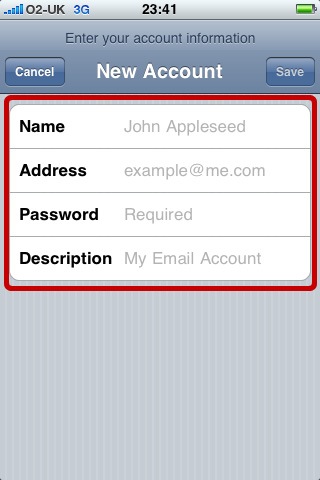 O2-UK 3G 23:41
Enter your account information
Cancel New Account Save
Name John Appleseed
Address example@me.com
Password Required
Description My Email Account